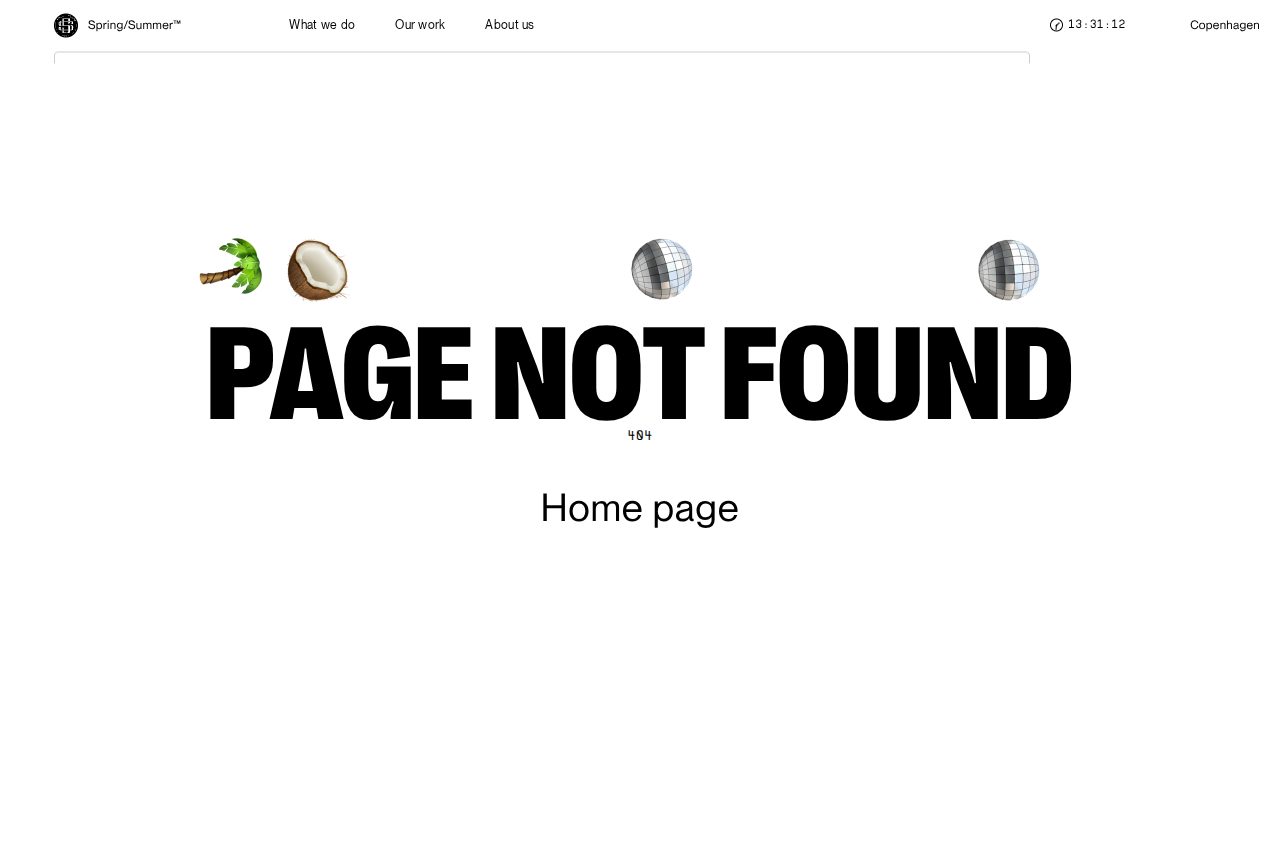 Spring/Summer™
What we do
Our work
About us
13:31:12
Copenhagen
PAGE NOT FOUND
404
Home page